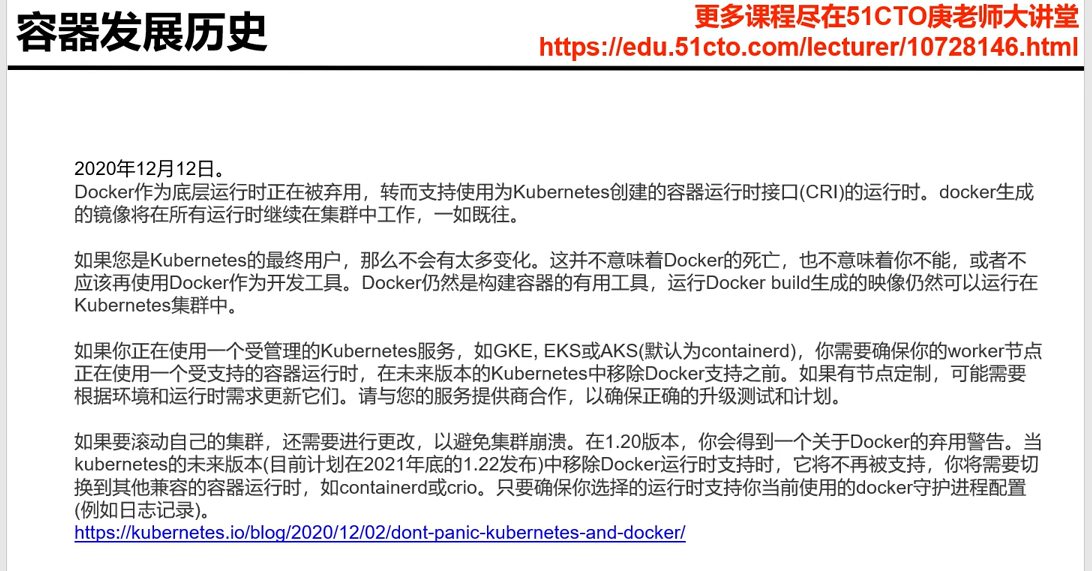 容器发展历史
更多课程尽在51CTO庚老师大讲堂
https://edu.51cto.com/lecturer/10728146.html
2020年12月12日。
Docker作为底层运行时正在被弃用，转而支持使用为Kubernetes创建的容器运行时接口(CRI)的运行时。docker生成
的镜像将在所有运行时继续在集群中工作，一如既往。
如果您是Kubernetes的最终用户，那么不会有太多变化。这并不意味着Docker的死亡，也不意味着你不能，或者不
应该再使用Docker作为开发工具。Docker仍然是构建容器的有用工具，运行Docker build生成的映像仍然可以运行在
Kubernetes集群中。
如果你正在使用一个受管理的Kubernetes服务，如GKE, EKS或AKS(默认为containerd)，你需要确保你的worker节点
正在使用一个受支持的容器运行时，在未来版本的Kubernetes中移除Docker支持之前。如果有节点定制，可能需要
根据环境和运行时需求更新它们。请与您的服务提供商合作，以确保正确的升级测试和计划。
如果要滚动自己的集群，还需要进行更改，以避免集群崩溃。在1.20版本，你会得到一个关于Docker的弃用警告。当
kubernetes的未来版本(目前计划在2021年底的1.22发布)中移除Docker运行时支持时，它将不再被支持，你将需要切
换到其他兼容的容器运行时，如containerd或crio。只要确保你选择的运行时支持你当前使用的docker守护进程配置
(例如日志记录)。
https://kubernetes.io/blog/2020/12/02/dont-panic-kubernetes-and-docker/